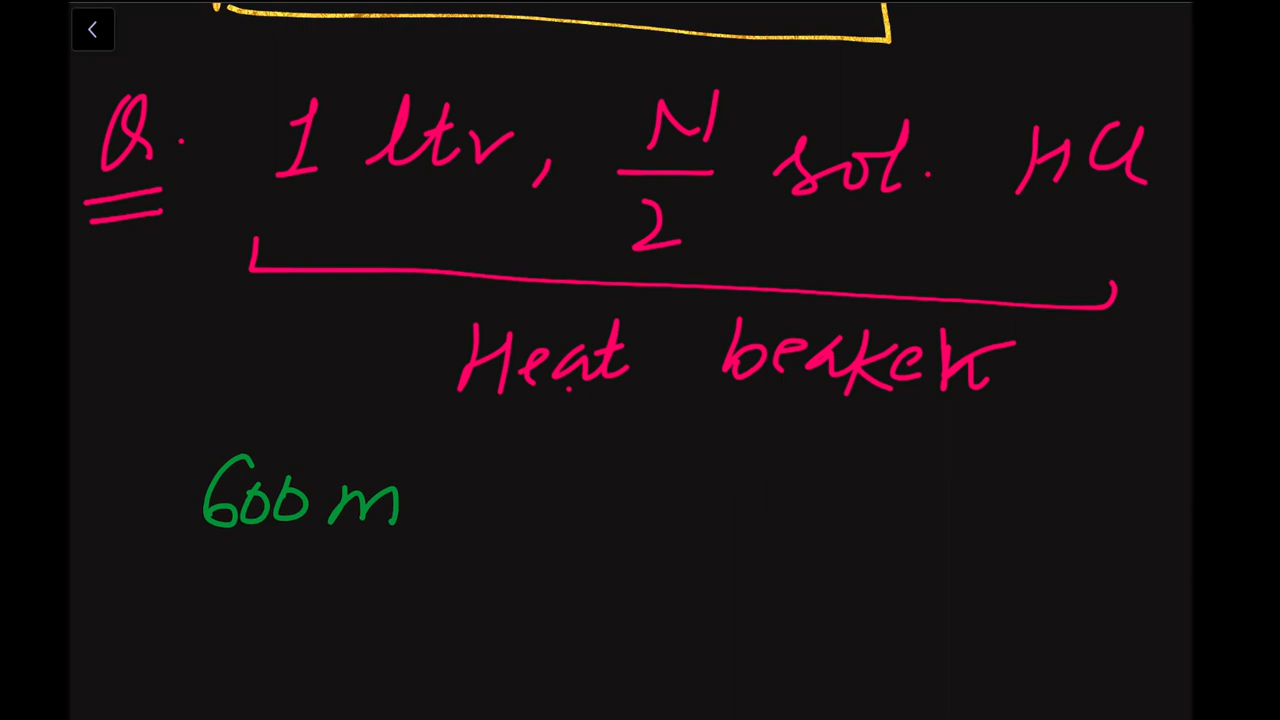 Q. 1 ltr, N/2 sol. HCl
Heat beaker
600 m